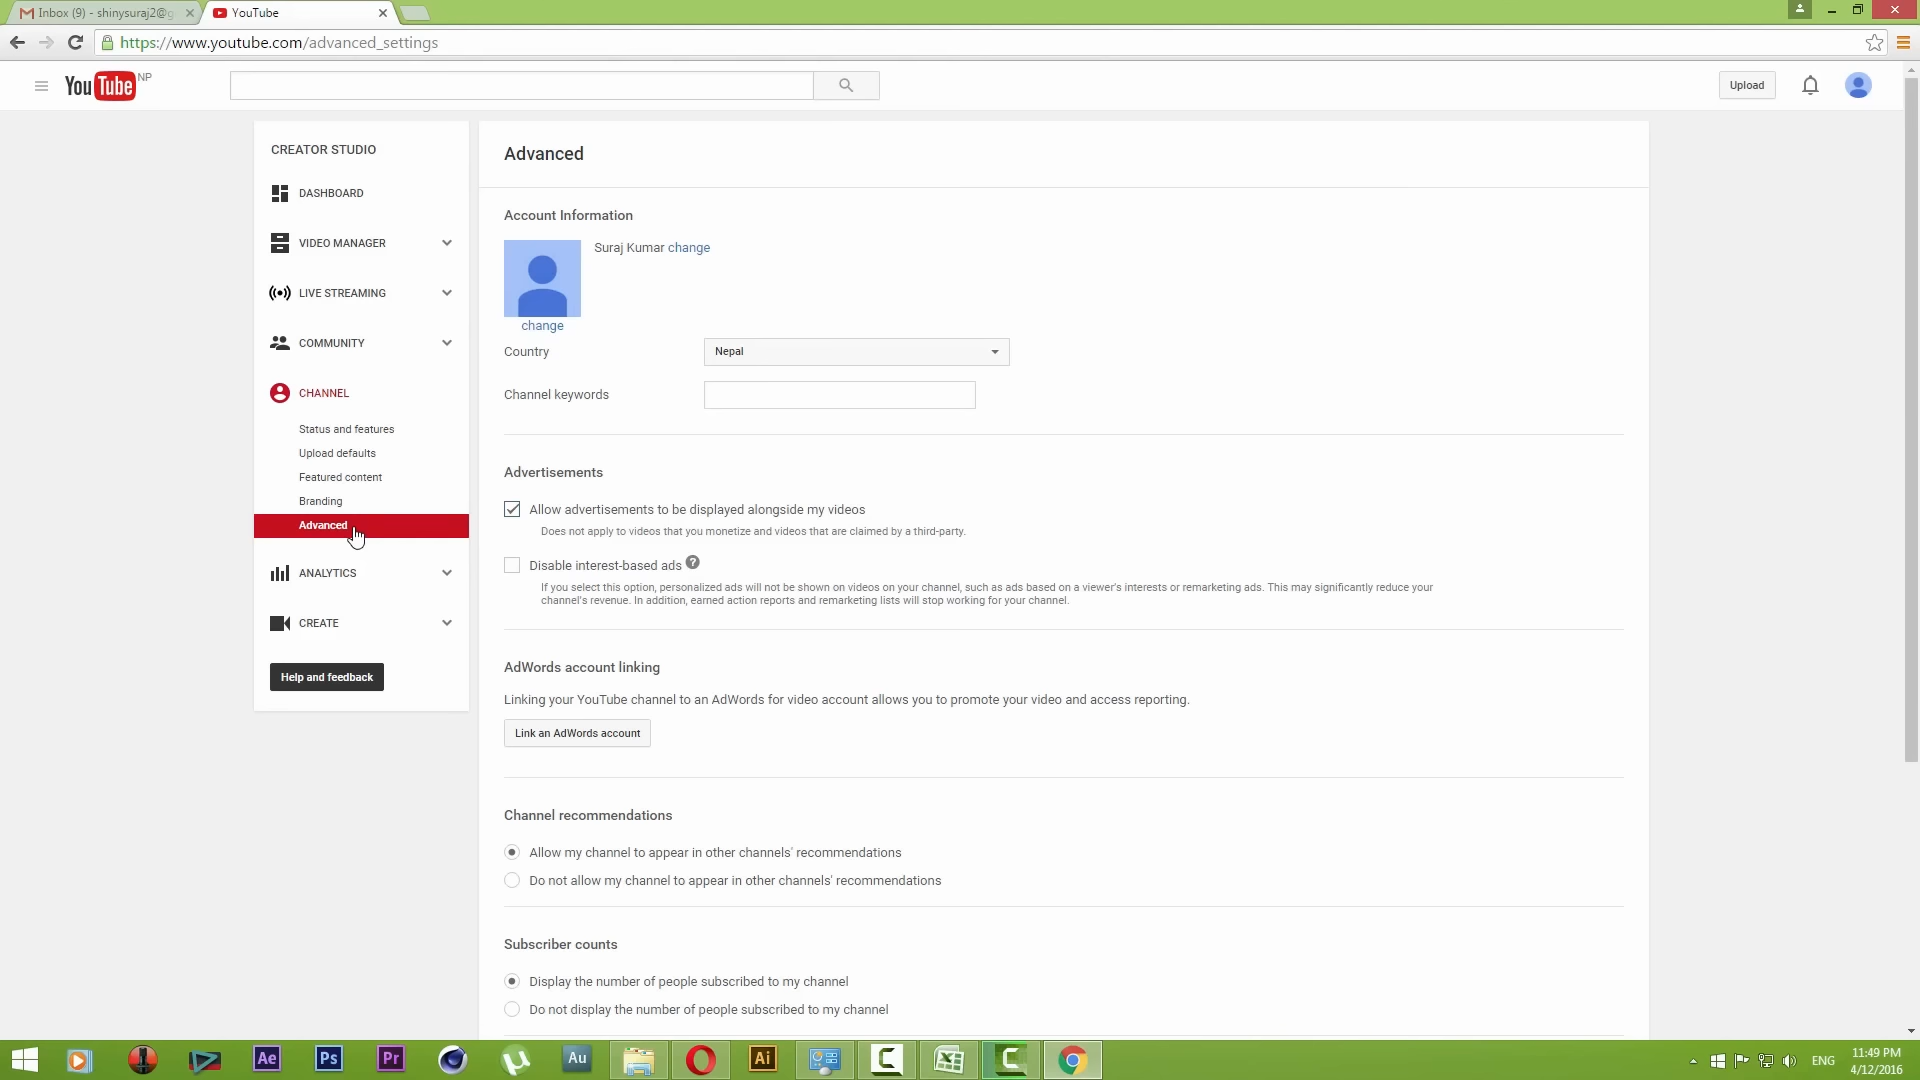 Inbox (9) - shinysuraj2@g
YouTube
https://www.youtube.com/advanced_settings
YouTube NP
Upload
CREATOR STUDIO
DASHBOARD
VIDEO MANAGER
LIVE STREAMING
COMMUNITY
CHANNEL
Status and features
Upload defaults
Featured content
Branding
Advanced
ANALYTICS
CREATE
Help and feedback
Advanced
Account Information
Suraj Kumar change
change
Country
Nepal
Channel keywords
Advertisements
Allow advertisements to be displayed alongside my videos
Does not apply to videos that you monetize and videos that are claimed by a third-party.
Disable interest-based ads ?
If you select this option, personalized ads will not be shown on videos on your channel, such as ads based on a viewer's interests or remarketing ads. This may significantly reduce your
channel's revenue. In addition, earned action reports and remarketing lists will stop working for your channel.
AdWords account linking
Linking your YouTube channel to an AdWords for video account allows you to promote your video and access reporting.
Link an AdWords account
Channel recommendations
Allow my channel to appear in other channels' recommendations
Do not allow my channel to appear in other channels' recommendations
Subscriber counts
Display the number of people subscribed to my channel
Do not display the number of people subscribed to my channel
Ae
Ps
Pr
Au
Ai
ENG
11:49 PM
4/12/2016